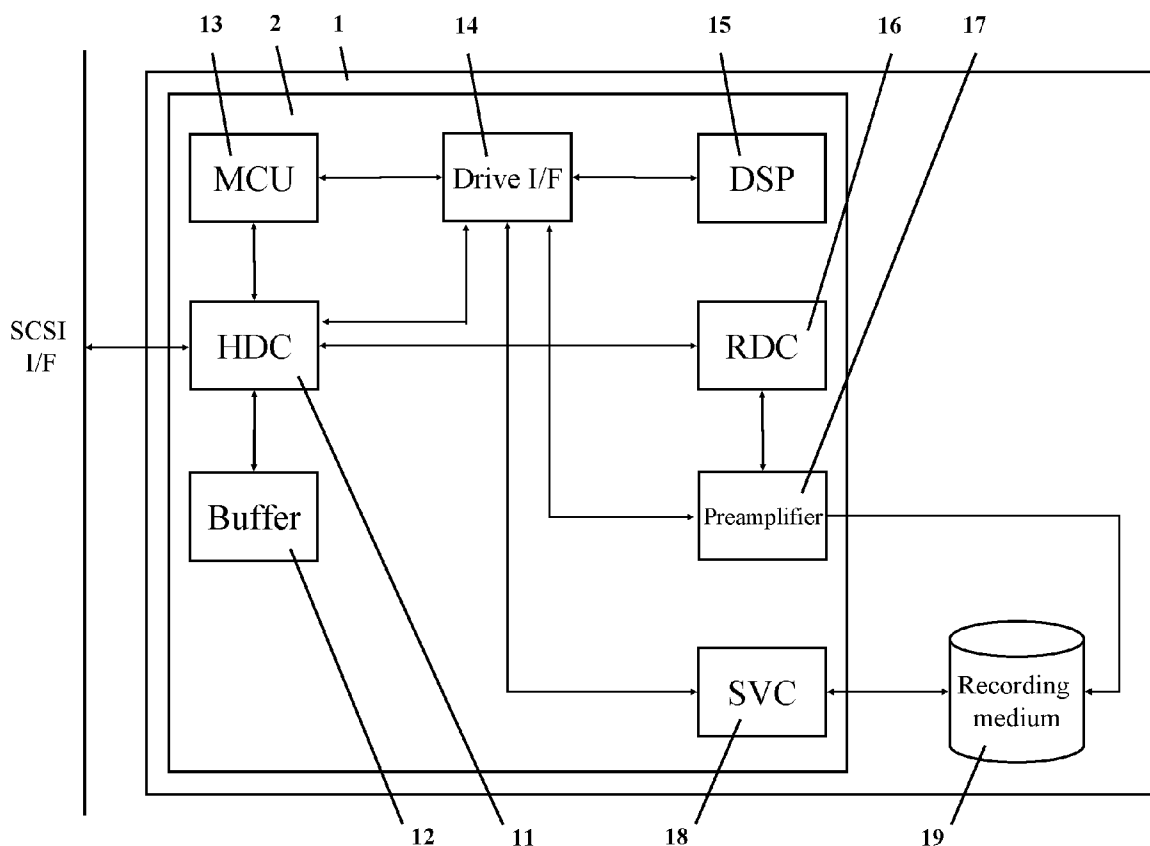 13
2
1
14
15
16
17
MCU
Drive I/F
DSP
SCSI
I/F
HDC
RDC
Buffer
Preamplifier
SVC
Recording
medium
12
11
18
19